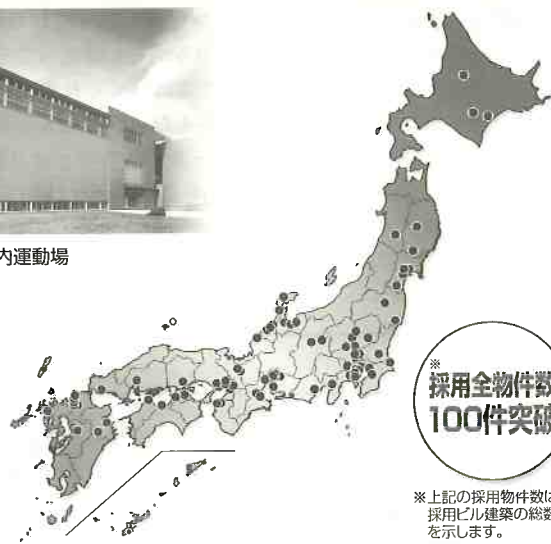 内運動場
※
採用全物件数
100件突破
※上記の採用物件数は
採用ビル建築の総数
を示します。